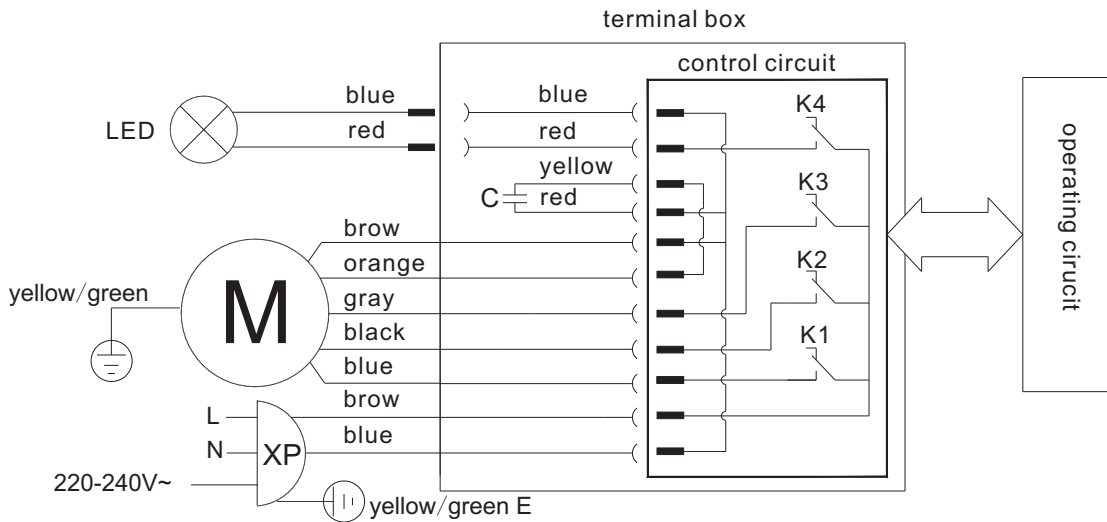 terminal box
control circuit
blue
red
LED
blue
red
yellow
red
C
K4
K3
K2
K1
operating cirucit
brow
orange
gray
black
blue
yellow/green
M
brow
blue
L
N
XP
220-240V~
yellow/green E